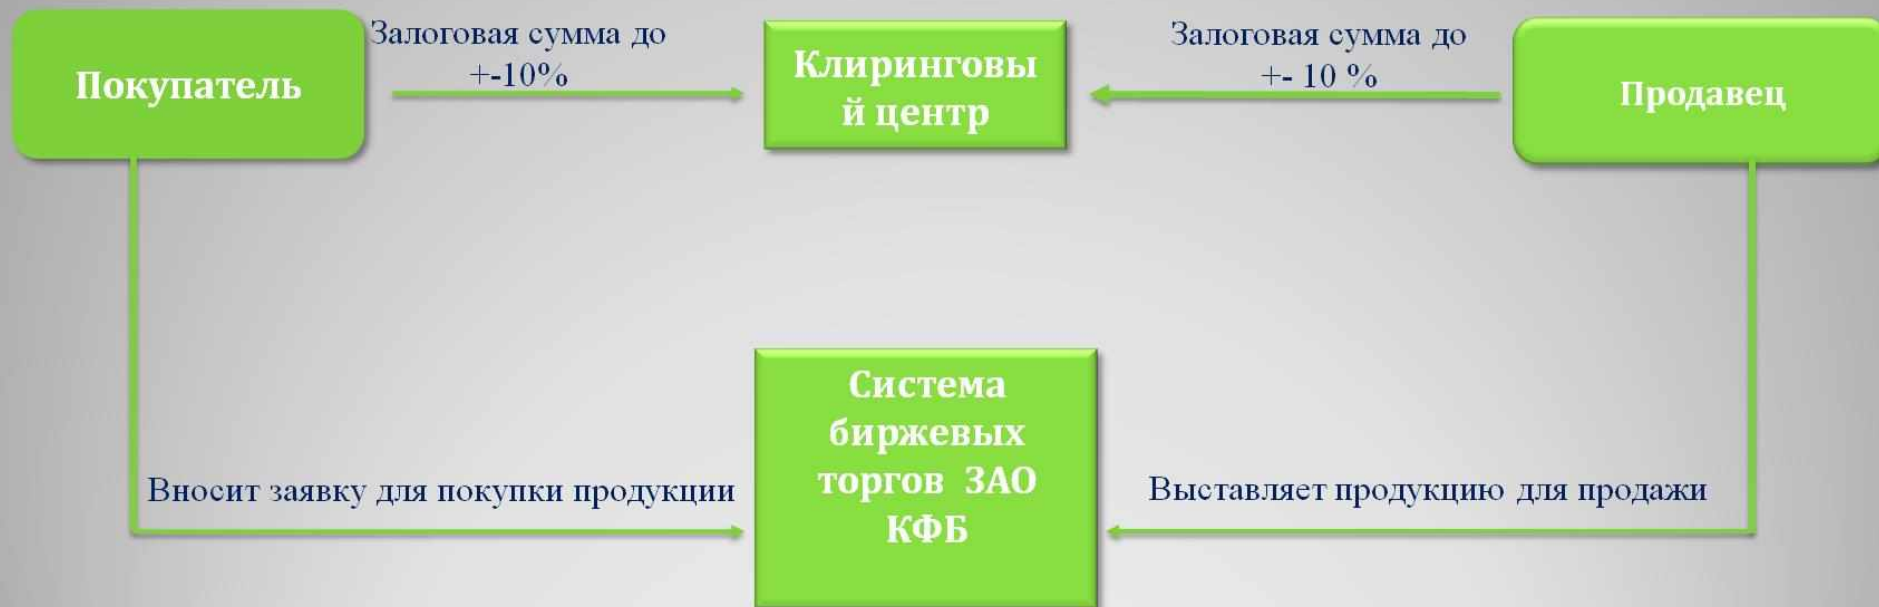 Покупатель
Залоговая сумма до
+-10%
Клиринговы
й центр
Залоговая сумма до
+- 10 %
Продавец
Вносит заявку для покупки продукции
Система
биржевых
торгов ЗАО
КФБ
Выставляет продукцию для продажи